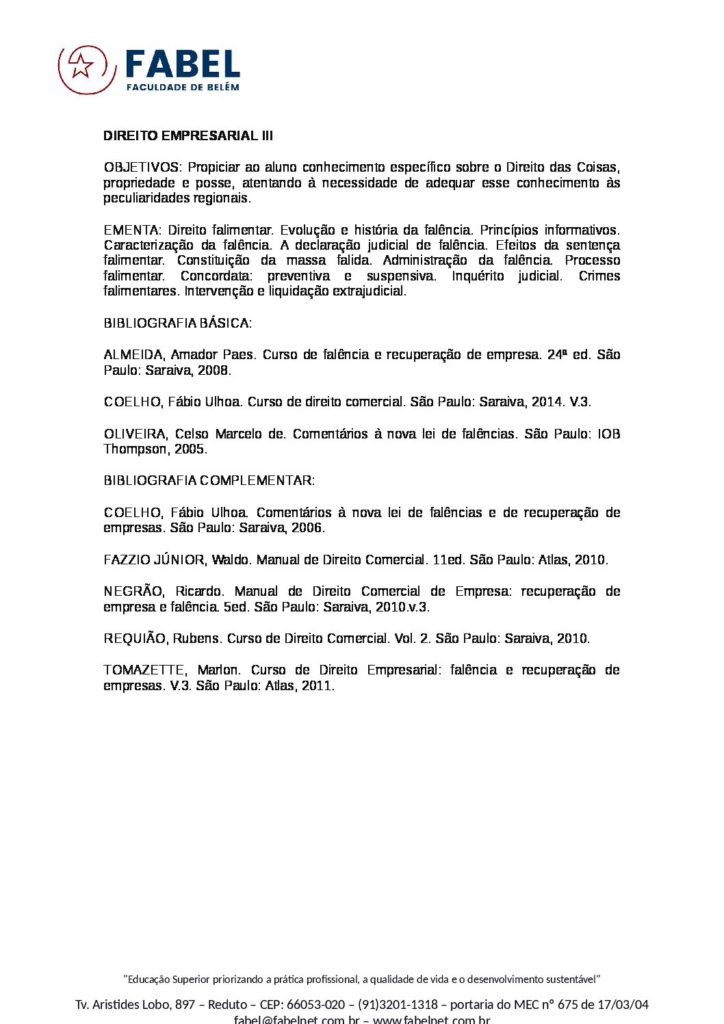 FABEL
FACULDADE DE BELÉM
DIREITO EMPRESARIAL III
OBJETIVOS: Propiciar ao aluno conhecimento específico sobre o Direito das Coisas,
propriedade e posse, atentando à necessidade de adequar esse conhecimento às
peculiaridades regionais.
EMENTA: Direito falimentar. Evolução e história da falência. Princípios informativos.
Caracterização da falência. A declaração judicial de falência. Efeitos da sentença
falimentar. Constituição da massa falida. Administração da falência. Processo
falimentar. Concordata: preventiva e suspensiva. Inquérito judicial. Crimes
falimentares. Intervenção e liquidação extrajudicial.
BIBLIOGRAFIA BÁSICA:
ALMEIDA, Amador Paes. Curso de falência e recuperação de empresa. 24ª ed. São
Paulo: Saraiva, 2008.
COELHO, Fábio Ulhoa. Curso de direito comercial. São Paulo: Saraiva, 2014. V.3.
OLIVEIRA, Celso Marcelo de. Comentários à nova lei de falências. São Paulo: IOB
Thompson, 2005.
BIBLIOGRAFIA COMPLEMENTAR:
COELHO, Fábio Ulhoa. Comentários à nova lei de falências e de recuperação de
empresas. São Paulo: Saraiva, 2006.
FAZZIO JÚNIOR, Waldo. Manual de Direito Comercial. 11ed. São Paulo: Atlas, 2010.
NEGRÃO, Ricardo. Manual de Direito Comercial de Empresa: recuperação de
empresa e falência. 5ed. São Paulo: Saraiva, 2010.v.3.
REQUIÃO, Rubens. Curso de Direito Comercial. Vol. 2. São Paulo: Saraiva, 2010.
TOMAZETTE, Marlon. Curso de Direito Empresarial: falência e recuperação de
empresas. V.3. São Paulo: Atlas, 2011.
"Educação Superior priorizando a prática profissional, a qualidade de vida e o desenvolvimento sustentável"
Tv. Aristides Lobo, 897 – Reduto – CEP: 66053-020 – (91)3201-1318 – portaria do MEC nº 675 de 17/03/04
fabel@fabelnet.com.br – www.fabelnet.com.br